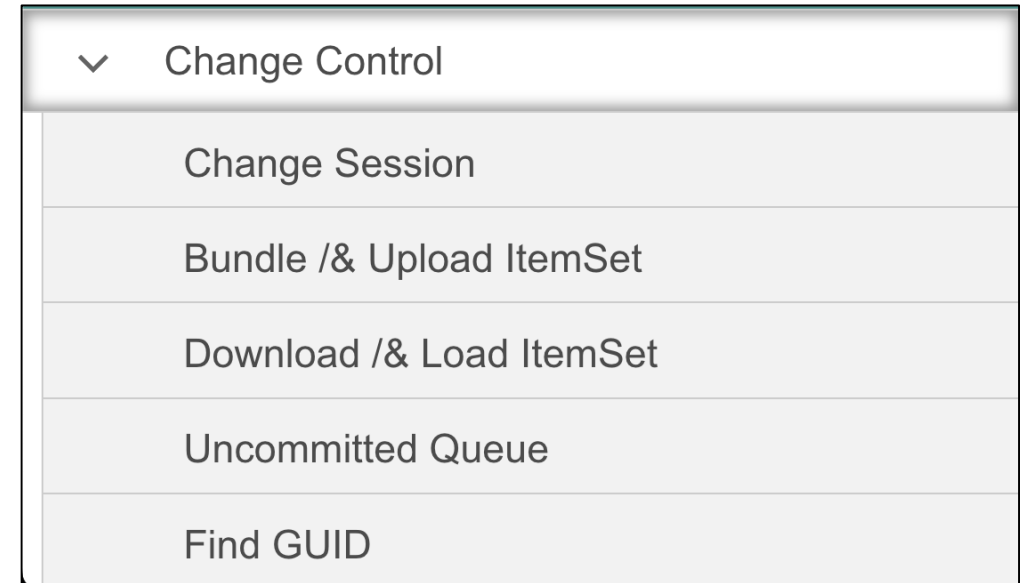 Change Control
Change Session
Bundle /& Upload ItemSet
Download /& Load ItemSet
Uncommitted Queue
Find GUID